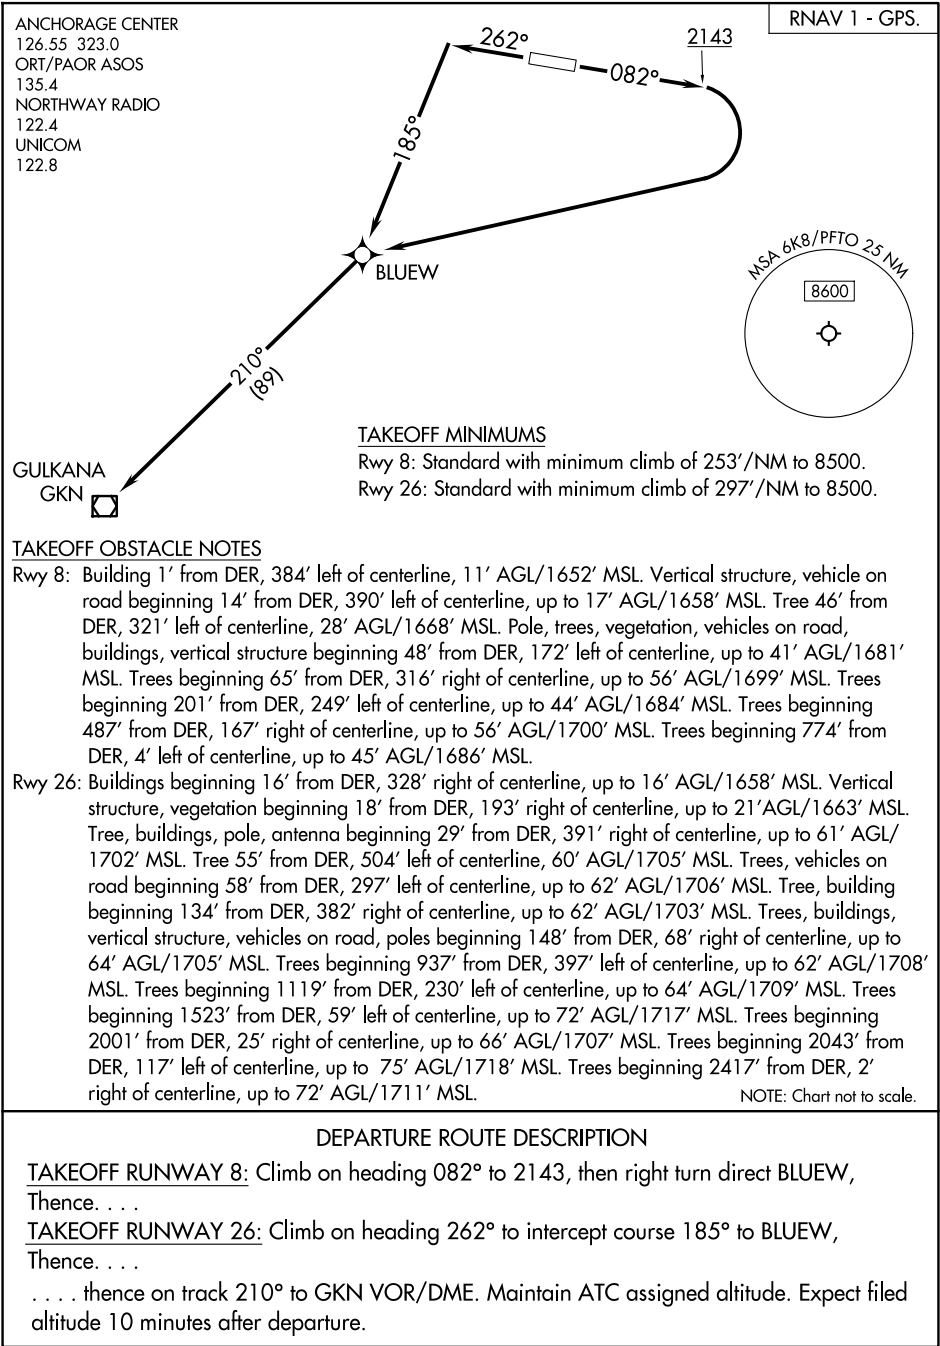 ANCHORAGE CENTER
126.55 323.0
ORT/PAOR ASOS
135.4
NORTHWAY RADIO
122.4
UNICOM
122.8
RNAV 1 - GPS.
262°
082°
2143
185°
BLUEW
MSA 6K8/PFTO 25 NM
8600
210°
(89)
GULKANA
GKN
TAKEOFF MINIMUMS
Rwy 8: Standard with minimum climb of 253'/NM to 8500.
Rwy 26: Standard with minimum climb of 297'/NM to 8500.
TAKEOFF OBSTACLE NOTES
Rwy 8: Building 1' from DER, 384' left of centerline, 11' AGL/1652' MSL. Vertical structure, vehicle on
road beginning 14' from DER, 390' left of centerline, up to 17' AGL/1658' MSL. Tree 46' from
DER, 321' left of centerline, 28' AGL/1668' MSL. Pole, trees, vegetation, vehicles on road,
buildings, vertical structure beginning 48' from DER, 172' left of centerline, up to 41' AGL/1681'
MSL. Trees beginning 65' from DER, 316' right of centerline, up to 56' AGL/1699' MSL. Trees
beginning 201' from DER, 249' left of centerline, up to 44' AGL/1684' MSL. Trees beginning
487' from DER, 167' right of centerline, up to 56' AGL/1700' MSL. Trees beginning 774' from
DER, 4' left of centerline, up to 45' AGL/1686' MSL.
Rwy 26: Buildings beginning 16' from DER, 328' right of centerline, up to 16' AGL/1658' MSL. Vertical
structure, vegetation beginning 18' from DER, 193' right of centerline, up to 21'AGL/1663' MSL.
Tree, buildings, pole, antenna beginning 29' from DER, 391' right of centerline, up to 61' AGL/
1702' MSL. Tree 55' from DER, 504' left of centerline, 60' AGL/1705' MSL. Trees, vehicles on
road beginning 58' from DER, 297' left of centerline, up to 62' AGL/1706' MSL. Tree, building
beginning 134' from DER, 382' right of centerline, up to 62' AGL/1703' MSL. Trees, buildings,
vertical structure, vehicles on road, poles beginning 148' from DER, 68' right of centerline, up to
64' AGL/1705' MSL. Trees beginning 937' from DER, 397' left of centerline, up to 62' AGL/1708'
MSL. Trees beginning 1119' from DER, 230' left of centerline, up to 64' AGL/1709' MSL. Trees
beginning 1523' from DER, 59' left of centerline, up to 72' AGL/1717' MSL. Trees beginning
2001' from DER, 25' right of centerline, up to 66' AGL/1707' MSL. Trees beginning 2043' from
DER, 117' left of centerline, up to 75' AGL/1718' MSL. Trees beginning 2417' from DER, 2'
right of centerline, up to 72' AGL/1711' MSL.
NOTE: Chart not to scale.
DEPARTURE ROUTE DESCRIPTION
TAKEOFF RUNWAY 8: Climb on heading 082° to 2143, then right turn direct BLUEW,
Thence. . . .
TAKEOFF RUNWAY 26: Climb on heading 262° to intercept course 185° to BLUEW,
Thence. . . .
. . . . thence on track 210° to GKN VOR/DME. Maintain ATC assigned altitude. Expect filed
altitude 10 minutes after departure.